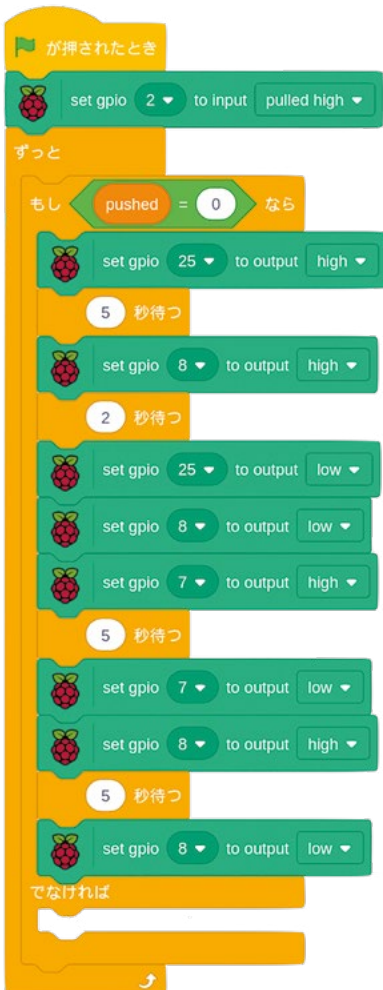 が押されたとき
set gpio 2 to input pulled high
ずっと
もし pushed = 0 なら
set gpio 25 to output high
5 秒待つ
set gpio 8 to output high
2 秒待つ
set gpio 25 to output low
set gpio 8 to output low
set gpio 7 to output high
5 秒待つ
set gpio 7 to output low
set gpio 8 to output high
5 秒待つ
set gpio 8 to output low
でなければ